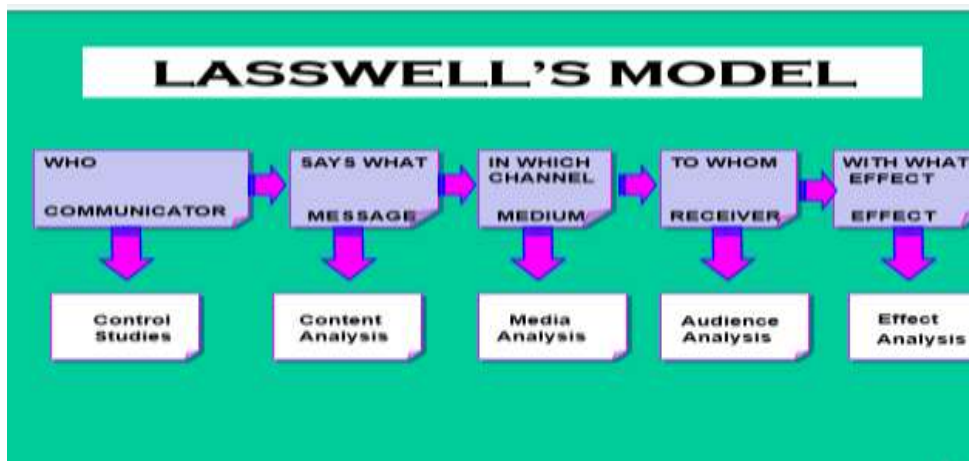 LASSWELL'S MODEL
WHO
COMMUNICATOR
SAYS WHAT
MESSAGE
IN WHICH
CHANNEL
MEDIUM
TO WHOM
RECEIVER
WITH WHAT
EFFECT
EFFECT
Control
Studies
Content
Analysis
Media
Analysis
Audience
Analysis
Effect
Analysis